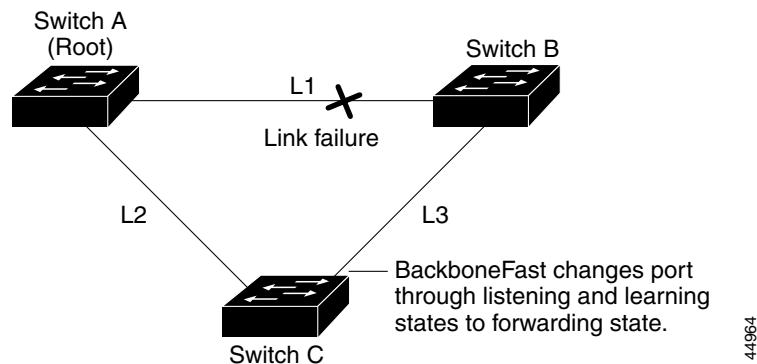 Switch A
(Root)
Switch B
L1
Link failure
L2
L3
BackboneFast changes port
through listening and learning
states to forwarding state.
Switch C
44964